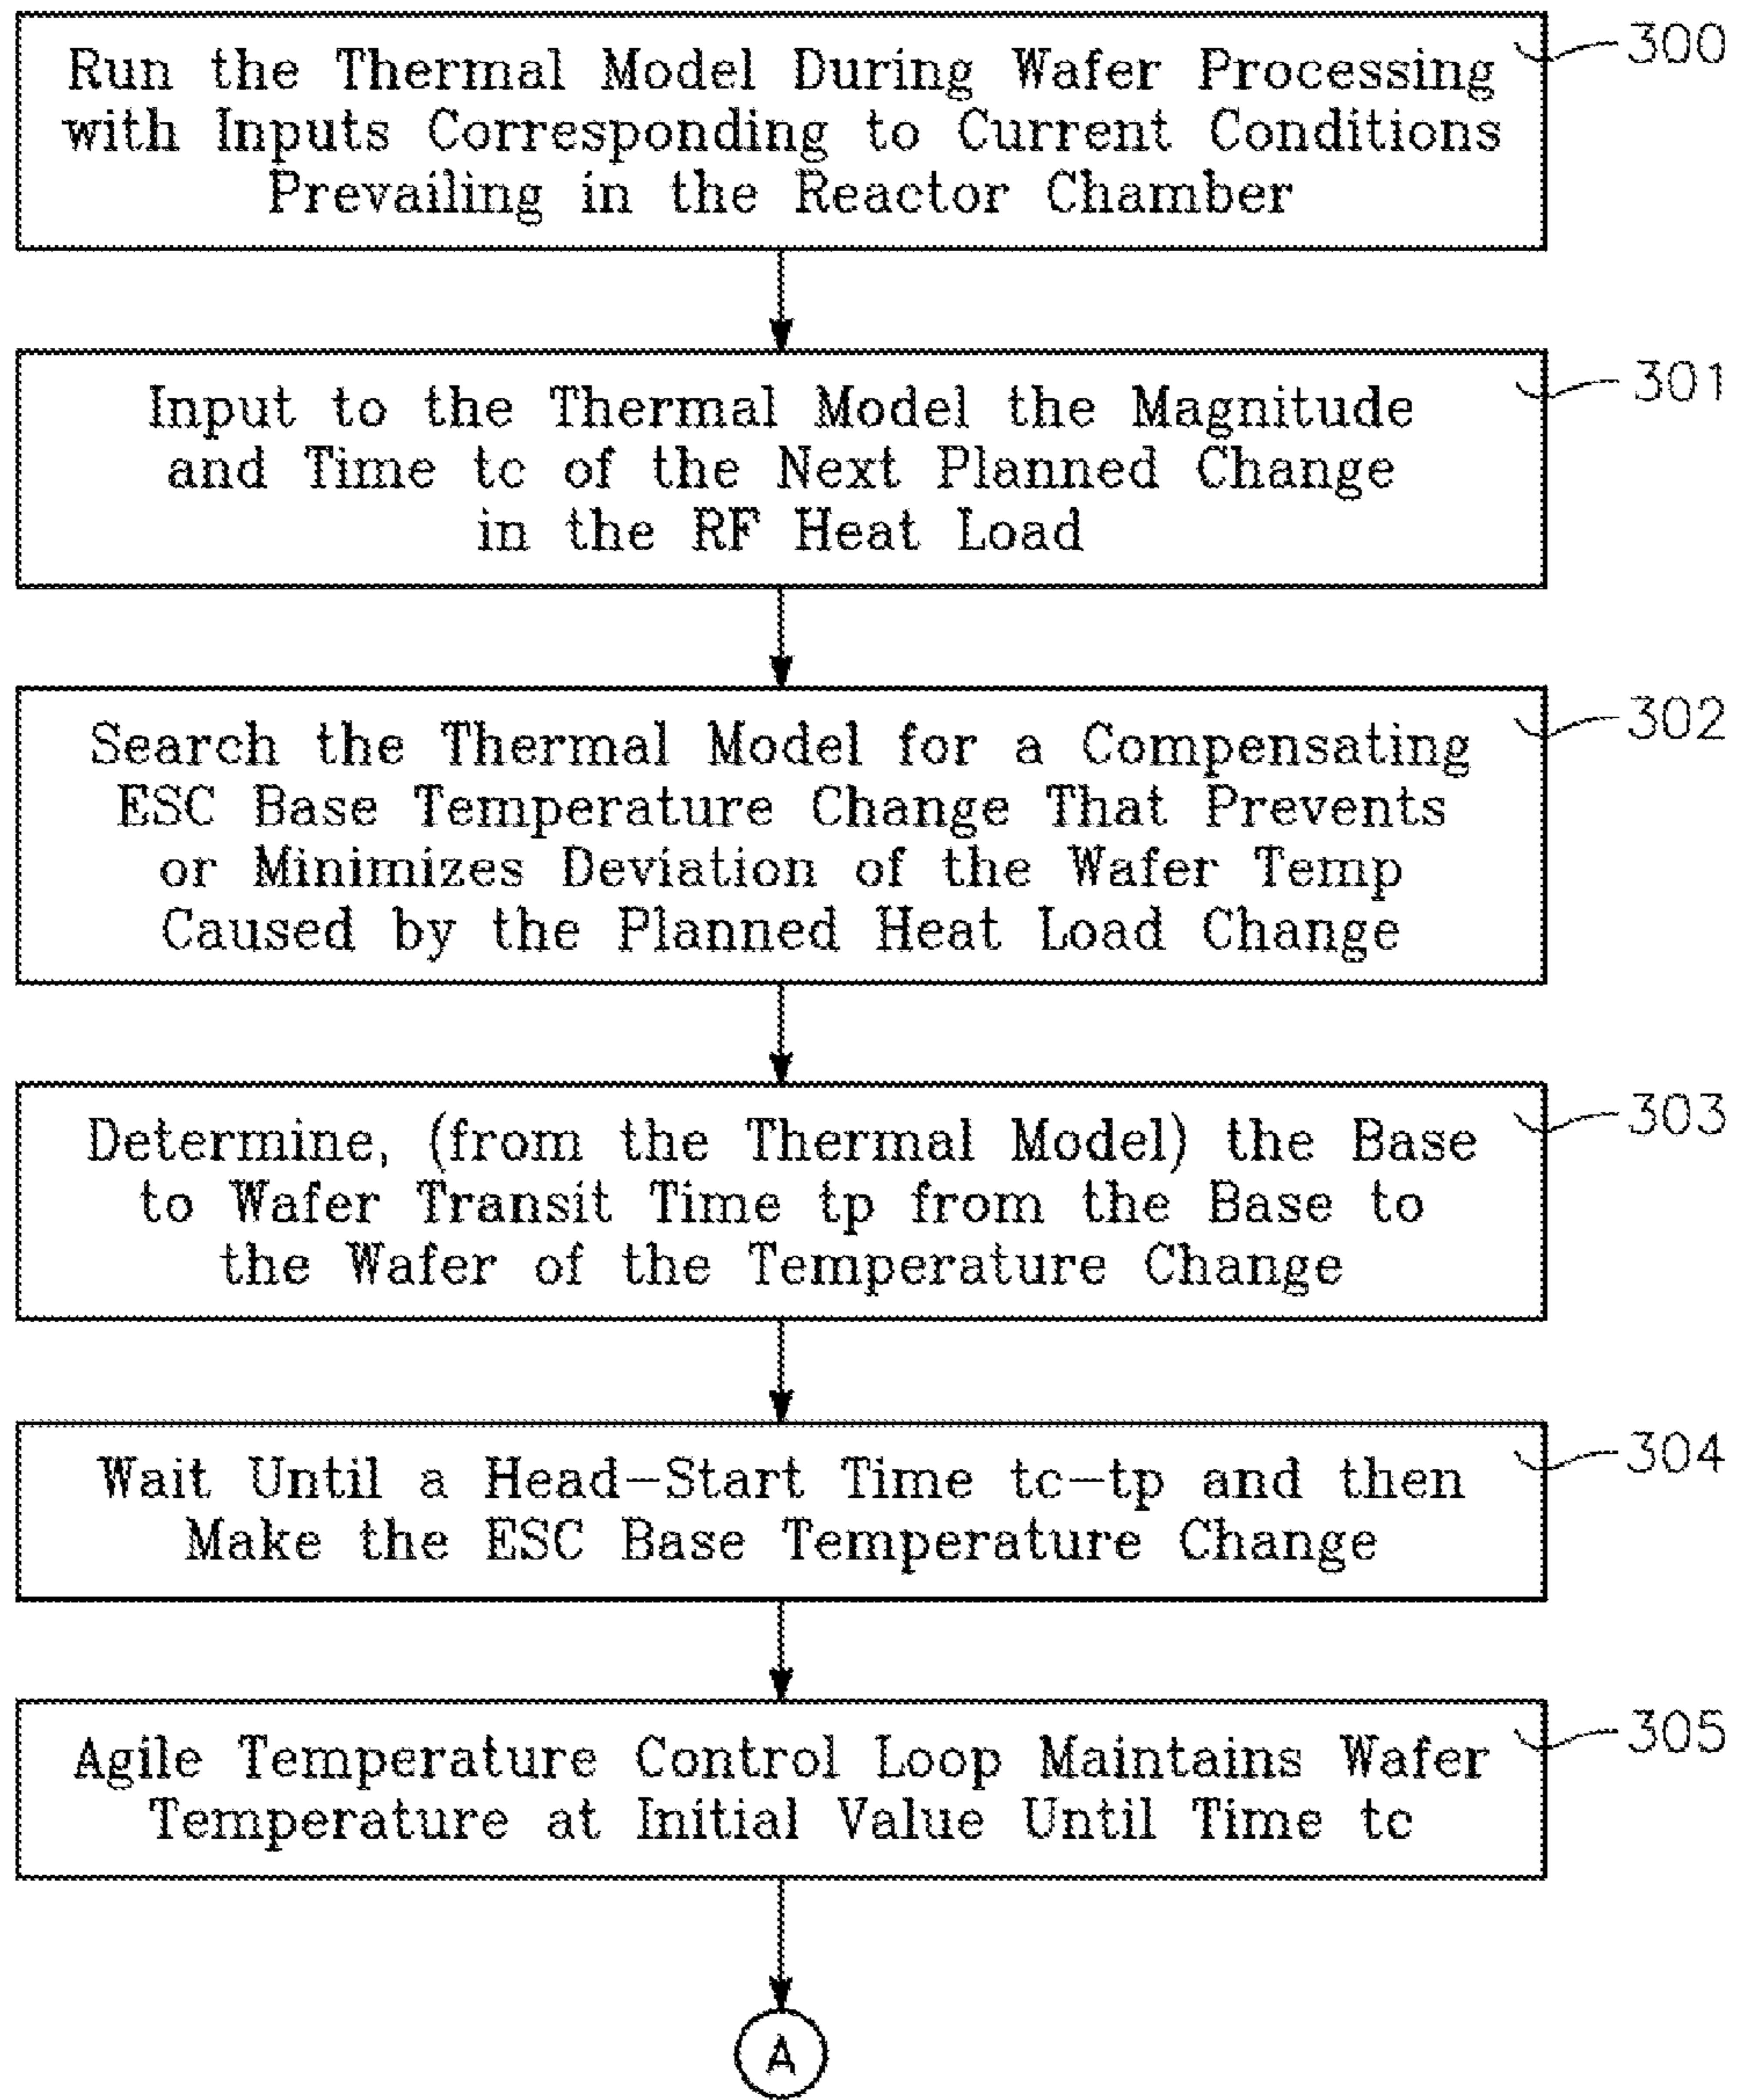 Run the Thermal Model During Wafer Processing
with Inputs Corresponding to Current Conditions
Prevailing in the Reactor Chamber
300
Input to the Thermal Model the Magnitude
and Time tc of the Next Planned Change
in the RF Heat Load
301
Search the Thermal Model for a Compensating
ESC Base Temperature Change That Prevents
or Minimizes Deviation of the Wafer Temp
Caused by the Planned Heat Load Change
302
Determine, (from the Thermal Model) the Base
to Wafer Transit Time tp from the Base to
the Wafer of the Temperature Change
303
Wait Until a Head-Start Time tc-tp and then
Make the ESC Base Temperature Change
304
Agile Temperature Control Loop Maintains Wafer
Temperature at Initial Value Until Time tc
305
A